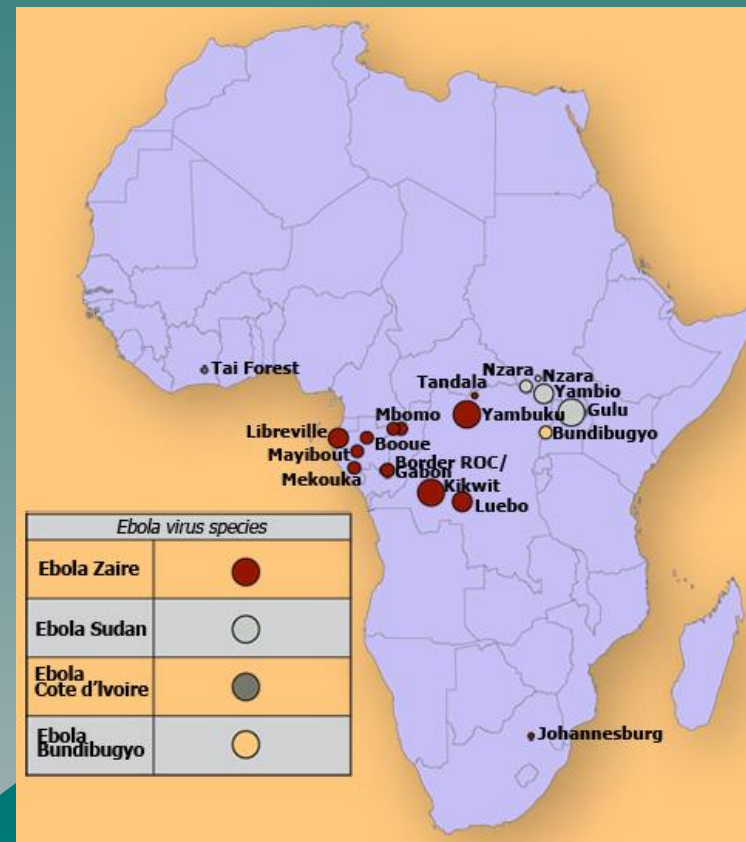 Tai Forest
Nzara
Nzara
Tandala
Yambio
Mbomo
Yambuku
Gulu
Libreville
Booue
Bundibugyo
Mayibout
Mekouka
Border ROC/
Gabon
Kikwit
Luebo
Ebola virus species
Ebola Zaire
Ebola Sudan
Ebola
Cote d'Ivoire
Ebola
Bundibugyo
Johannesburg